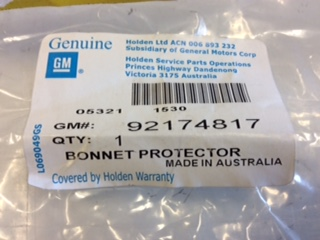 Genuine
GM
Holden Ltd ACN 006 893 232
Subsidiary of General Motors Corp
Holden Service Parts Operations
Princes Highway Dandenong
Victoria 3175 Australia
05321 1530
GM#: 92174817
QTY: 1
BONNET PROTECTOR
MADE IN AUSTRALIA
Covered by Holden Warranty
L069049GS